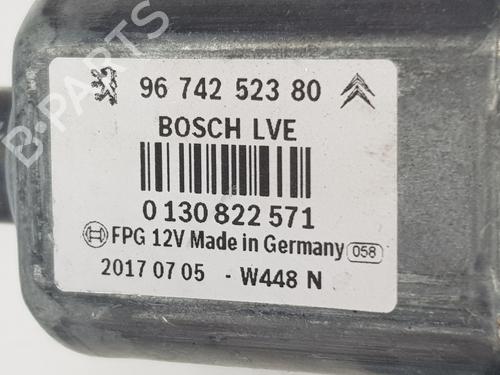 96 742 523 80
BOSCH LVE
0 130 822 571
FPG 12V Made in Germany 058
2017 07 05 - W448 N
B-PARTS